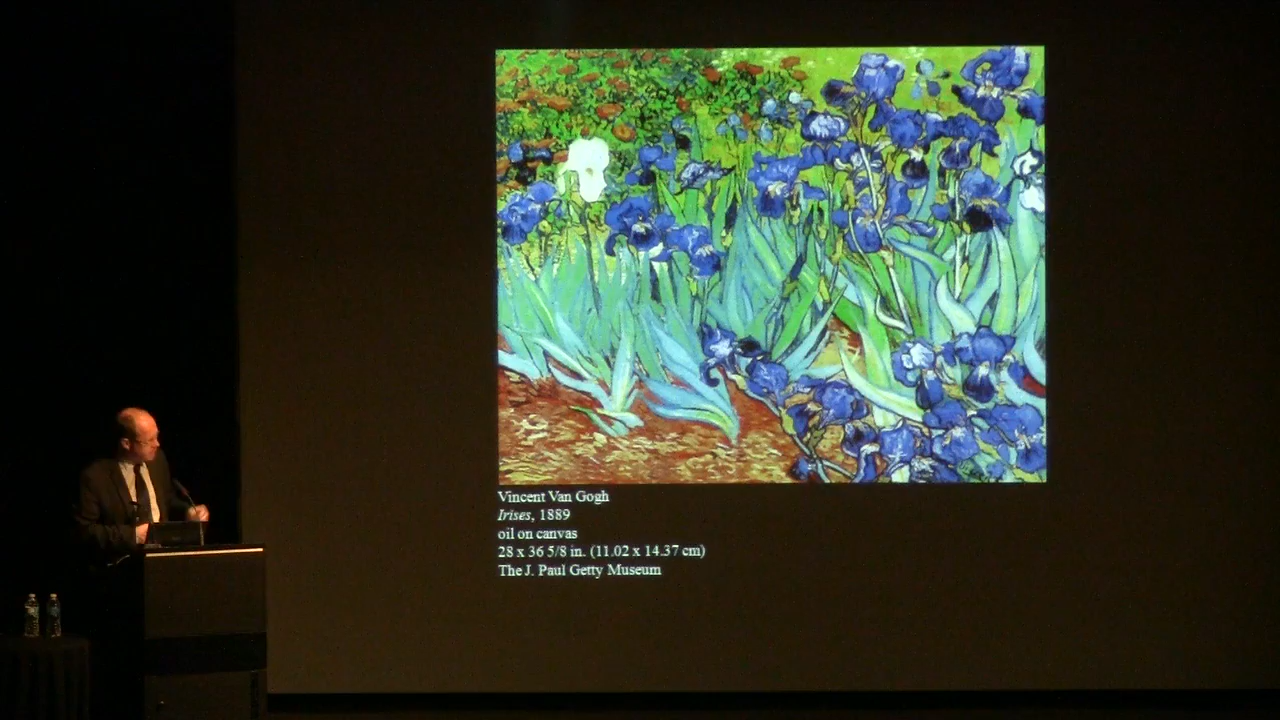 Vincent Van Gogh
Irises, 1889
oil on canvas
28 x 36 5/8 in. (11.02 x 14.37 cm)
The J. Paul Getty Museum